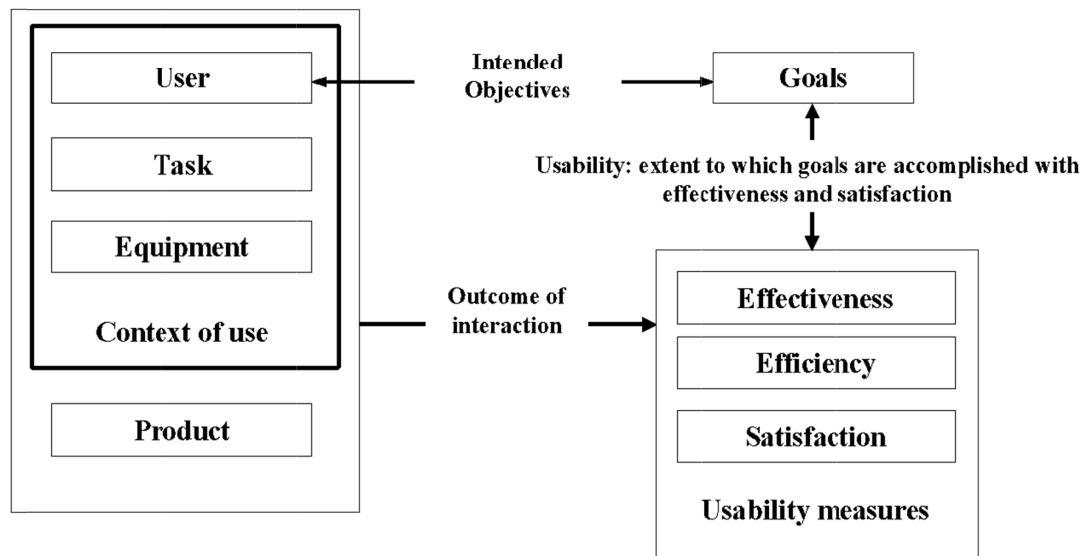 User
Task
Equipment
Context of use
Product
Intended
Objectives
Outcome of
interaction
Goals
Usability: extent to which goals are accomplished with
effectiveness and satisfaction
Effectiveness
Efficiency
Satisfaction
Usability measures